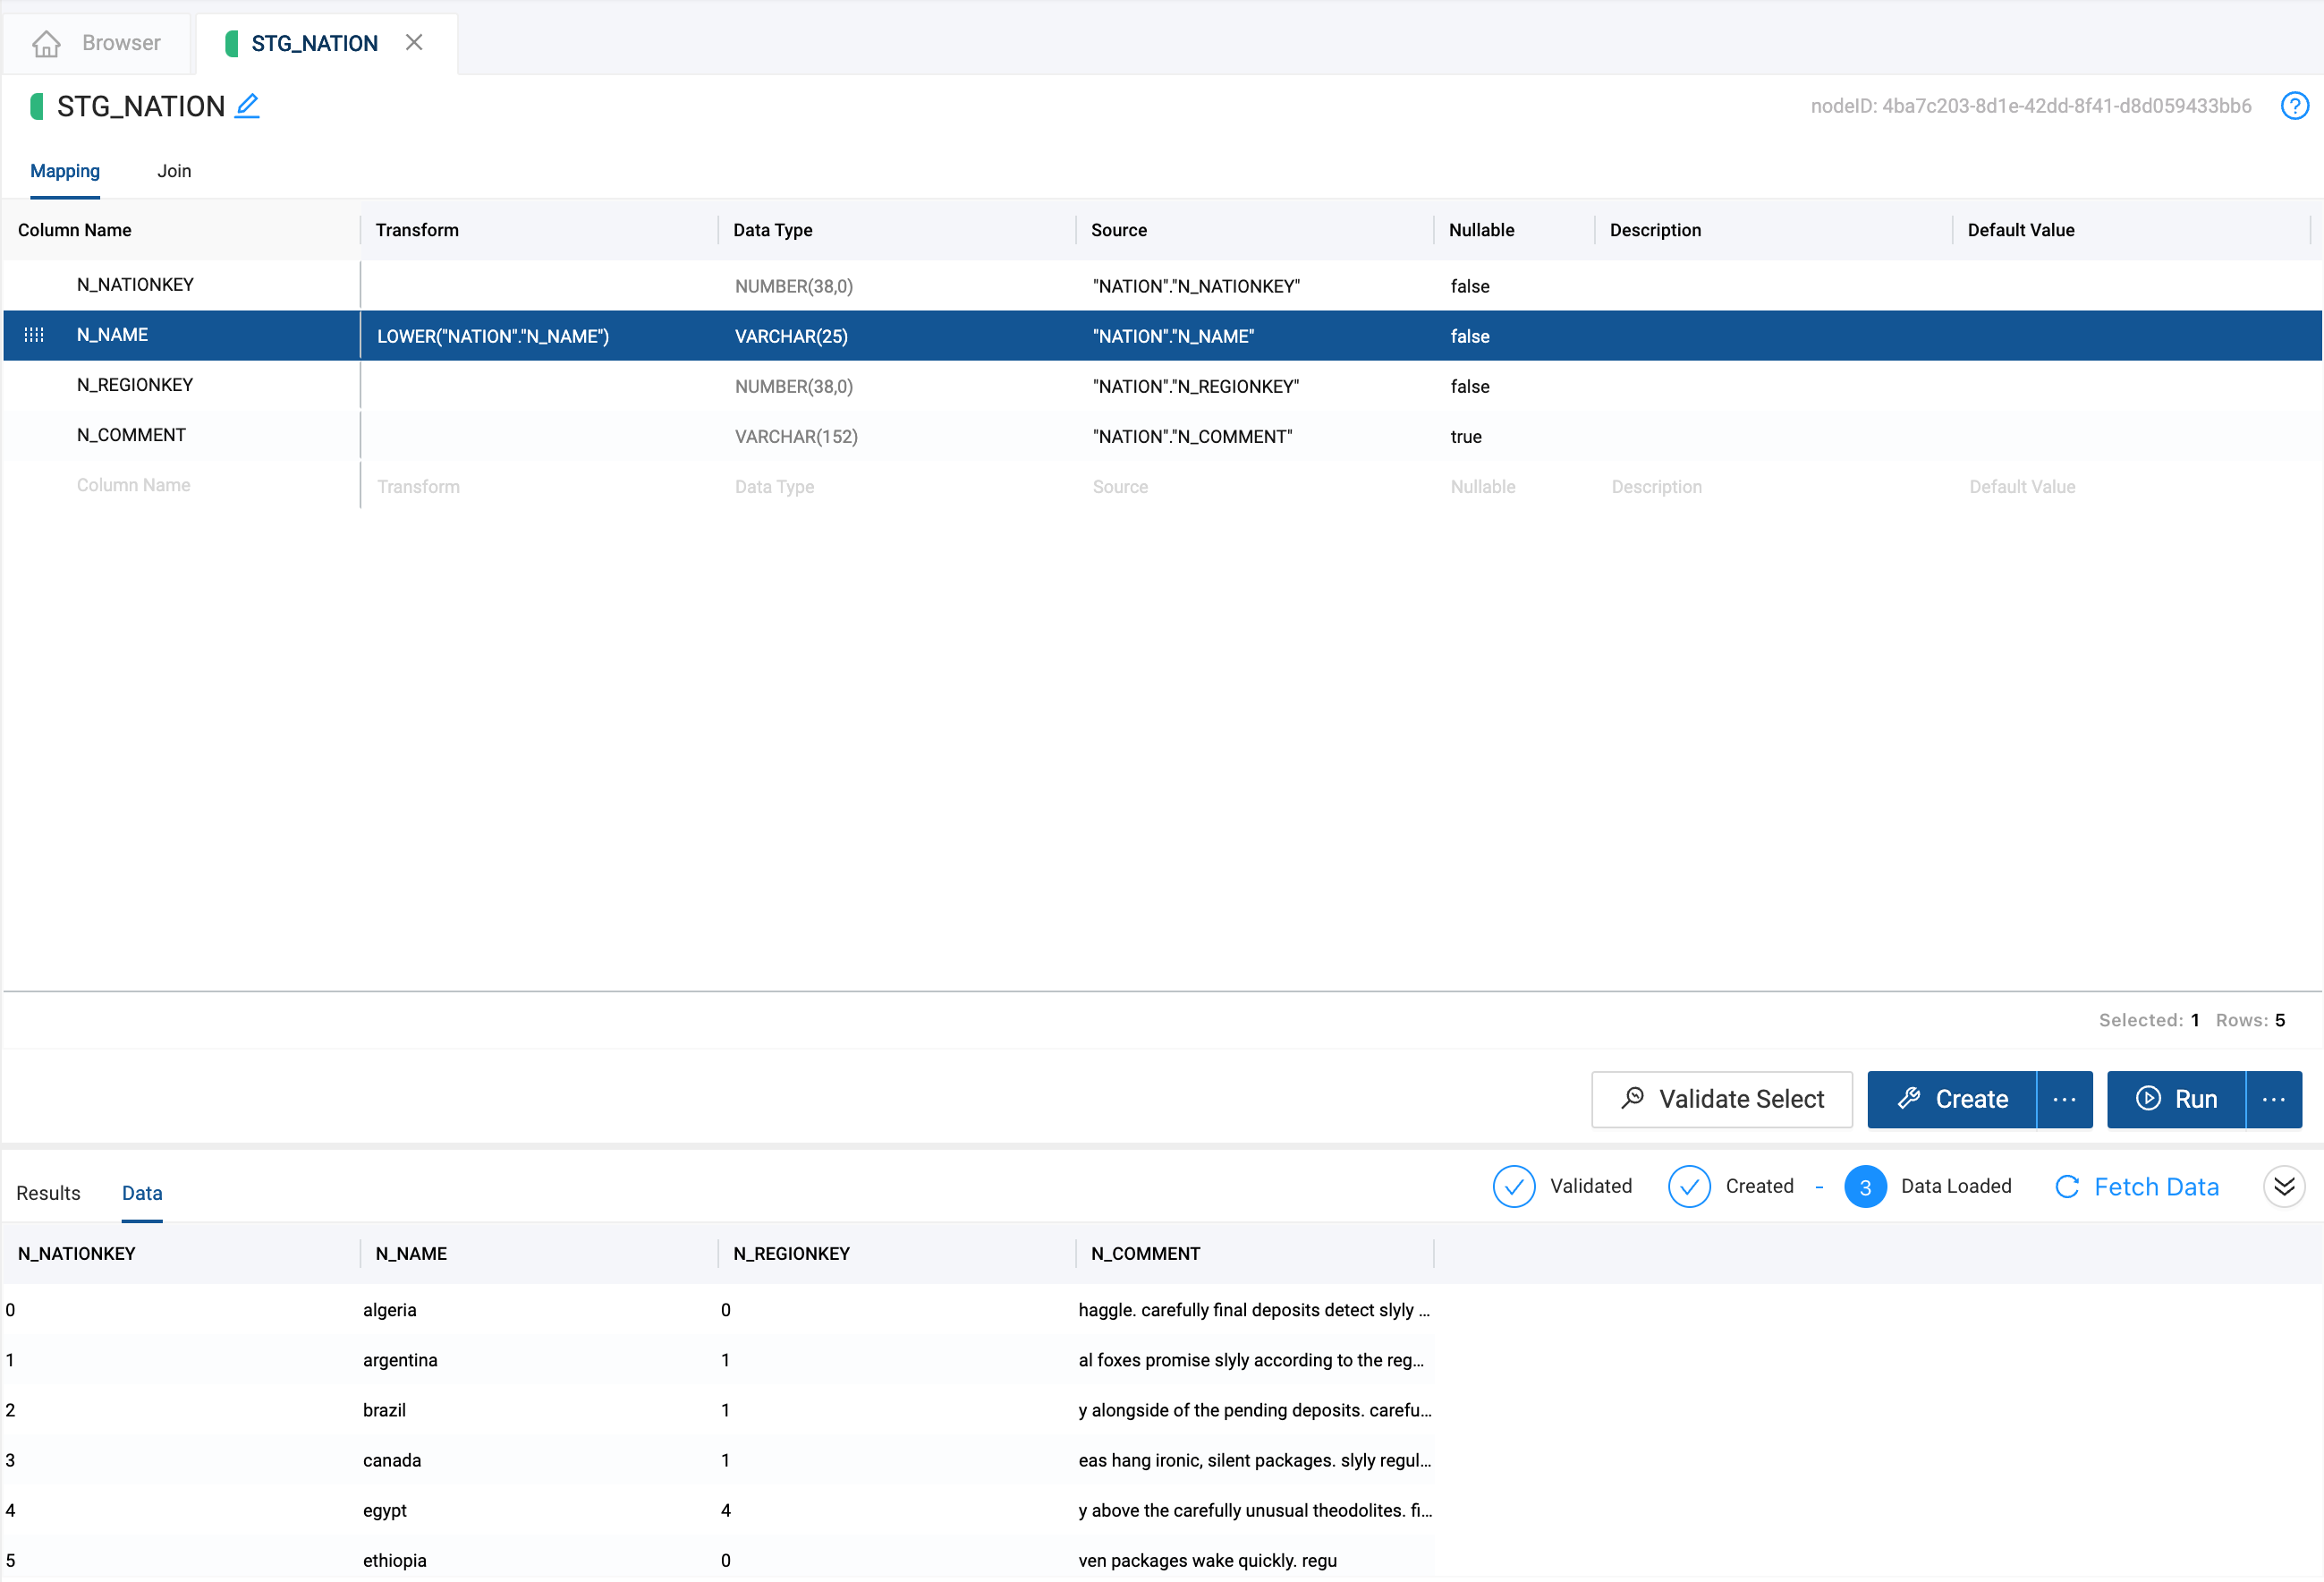 Browser STG_NATION
STG_NATION nodeID: 4ba7c203-8d1e-42dd-8f41-d8d059433bb6 ?
Mapping Join
Column Name Transform Data Type Source Nullable Description Default Value
N_NATIONKEY NUMBER(38,0) "NATION"."N_NATIONKEY" false
N_NAME LOWER("NATION"."N_NAME") VARCHAR(25) "NATION"."N_NAME" false
N_REGIONKEY NUMBER(38,0) "NATION"."N_REGIONKEY" false
N_COMMENT VARCHAR(152) "NATION"."N_COMMENT" true
Column Name Transform Data Type Source Nullable Description Default Value
Selected: 1 Rows: 5
Validate Select Create ... Run ...
Results Data Validated Created - 3 Data Loaded Fetch Data
N_NATIONKEY N_NAME N_REGIONKEY N_COMMENT
0 algeria 0 haggle. carefully final deposits detect slyly ...
1 argentina 1 al foxes promise slyly according to the reg...
2 brazil 1 y alongside of the pending deposits. carefu...
3 canada 1 eas hang ironic, silent packages. slyly regul...
4 egypt 4 y above the carefully unusual theodolites. fi...
5 ethiopia 0 ven packages wake quickly. regu